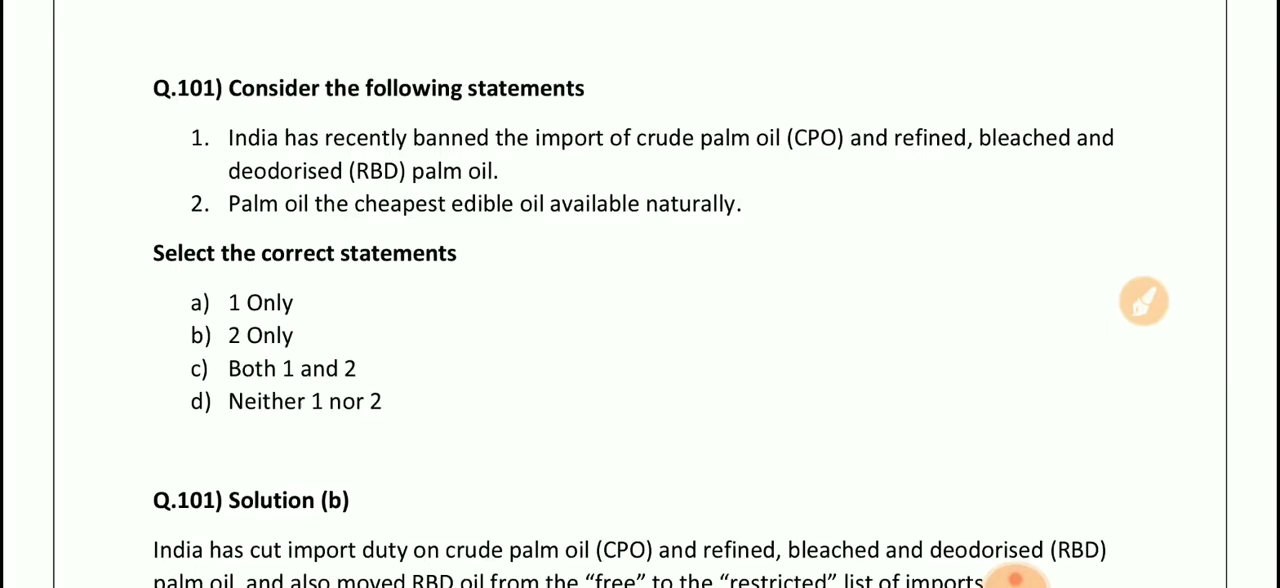 Q.101) Consider the following statements
1. India has recently banned the import of crude palm oil (CPO) and refined, bleached and
deodorised (RBD) palm oil.
2. Palm oil the cheapest edible oil available naturally.
Select the correct statements
a) 1 Only
b) 2 Only
c) Both 1 and 2
d) Neither 1 nor 2
Q.101) Solution (b)
India has cut import duty on crude palm oil (CPO) and refined, bleached and deodorised (RBD)
palm oil, and also moved RBD oil from the “free” to the “restricted” list of imports